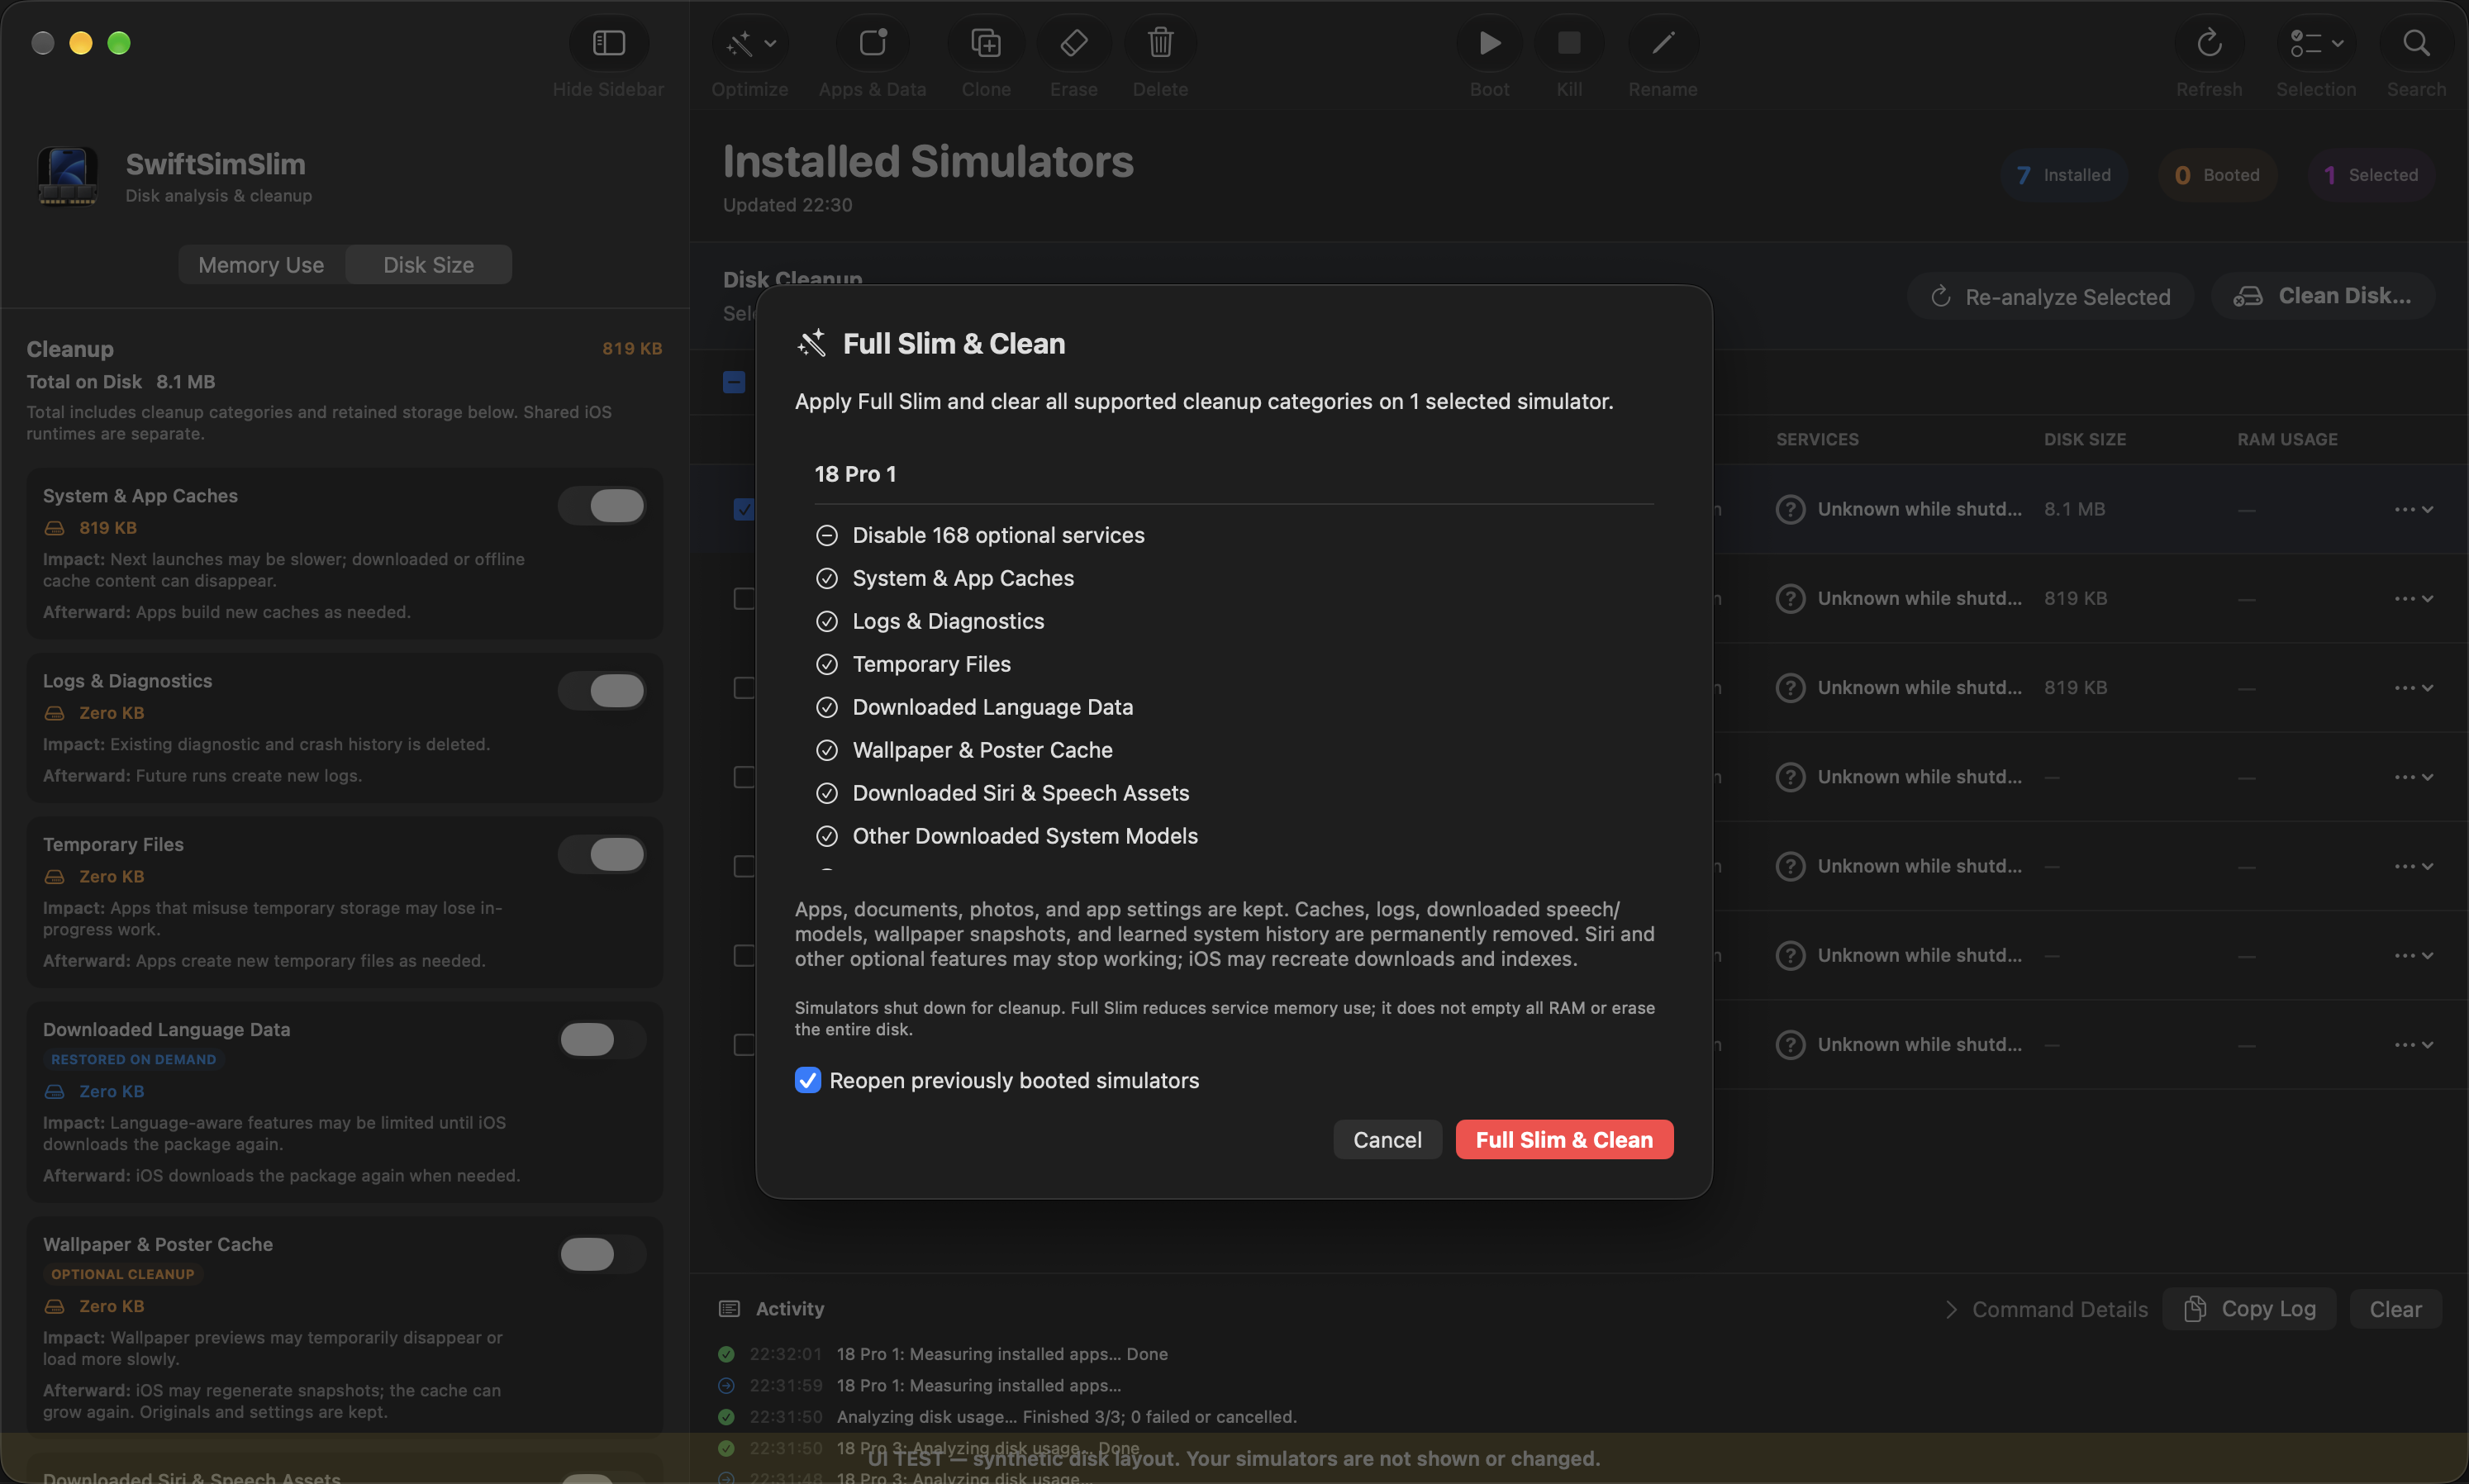 Hide Sidebar
Optimize
Apps & Data
Clone
Erase
Delete
Boot
Kill
Rename
Refresh
Selection
Search
SwiftSimSlim
Disk analysis & cleanup
Memory Use
Disk Size
Cleanup
819 KB
Total on Disk 8.1 MB
Total includes cleanup categories and retained storage below. Shared iOS
runtimes are separate.
System & App Caches
819 KB
Impact: Next launches may be slower; downloaded or offline
cache content can disappear.
Afterward: Apps build new caches as needed.
Logs & Diagnostics
Zero KB
Impact: Existing diagnostic and crash history is deleted.
Afterward: Future runs create new logs.
Temporary Files
Zero KB
Impact: Apps that misuse temporary storage may lose in-
progress work.
Afterward: Apps create new temporary files as needed.
Downloaded Language Data
RESTORED ON DEMAND
Zero KB
Impact: Language-aware features may be limited until iOS
downloads the package again.
Afterward: iOS downloads the package again when needed.
Wallpaper & Poster Cache
OPTIONAL CLEANUP
Zero KB
Impact: Wallpaper previews may temporarily disappear or
load more slowly.
Afterward: iOS may regenerate snapshots; the cache can
grow again. Originals and settings are kept.
Downloaded Siri & Speech Assets
Installed Simulators
Updated 22:30
7 Installed
0 Booted
1 Selected
Disk Cleanup
Re-analyze Selected
Clean Disk...
SERVICES
DISK SIZE
RAM USAGE
Unknown while shutd... 8.1 MB —
Unknown while shutd... 819 KB —
Unknown while shutd... 819 KB —
Unknown while shutd... — —
Unknown while shutd... — —
Unknown while shutd... — —
Unknown while shutd... — —
Full Slim & Clean
Apply Full Slim and clear all supported cleanup categories on 1 selected simulator.
18 Pro 1
Disable 168 optional services
System & App Caches
Logs & Diagnostics
Temporary Files
Downloaded Language Data
Wallpaper & Poster Cache
Downloaded Siri & Speech Assets
Other Downloaded System Models
Apps, documents, photos, and app settings are kept. Caches, logs, downloaded speech/
models, wallpaper snapshots, and learned system history are permanently removed. Siri and
other optional features may stop working; iOS may recreate downloads and indexes.
Simulators shut down for cleanup. Full Slim reduces service memory use; it does not empty all RAM or erase
the entire disk.
Reopen previously booted simulators
Cancel
Full Slim & Clean
Activity
Command Details
Copy Log
Clear
22:32:01 18 Pro 1: Measuring installed apps... Done
22:31:59 18 Pro 1: Measuring installed apps...
22:31:50 Analyzing disk usage... Finished 3/3; 0 failed or cancelled.
22:31:50 18 Pro 3: Analyzing disk usage... Done
22:31:48 18 Pro 3: Analyzing disk usage...
UI TEST — synthetic disk layout. Your simulators are not shown or changed.